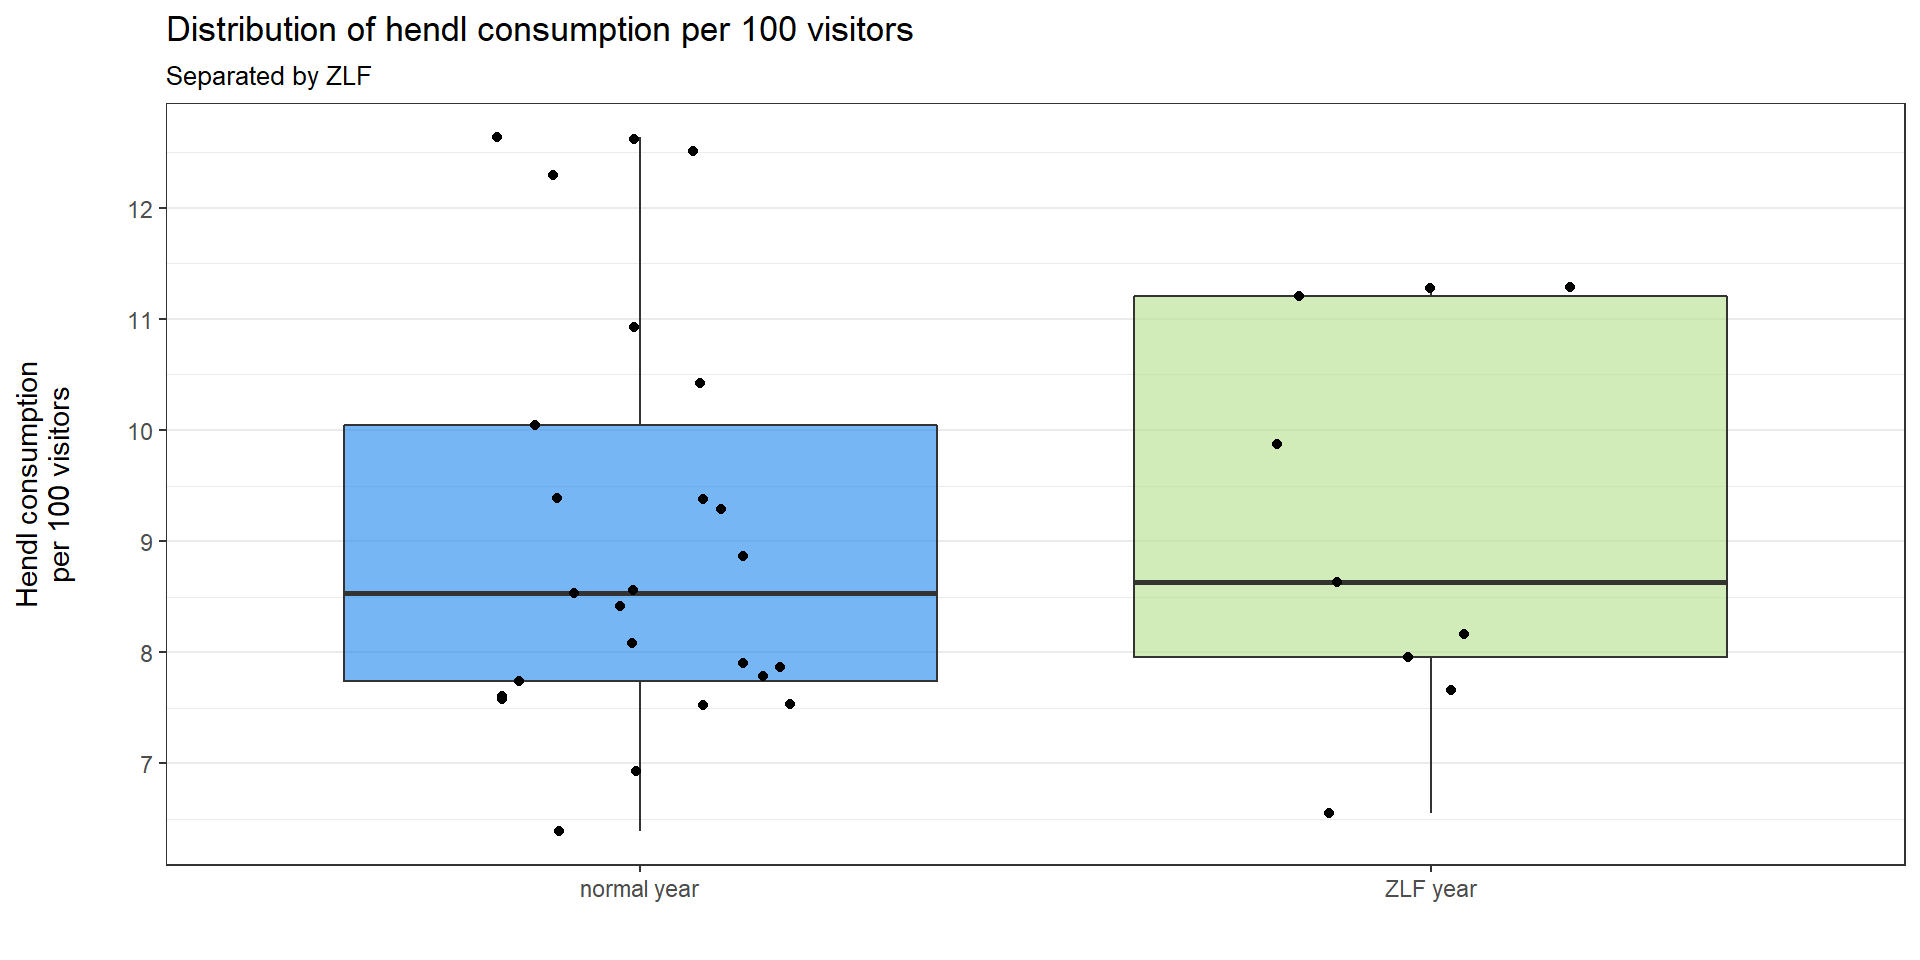 Distribution of hendl consumption per 100 visitors
Separated by ZLF
Hendl consumption
per 100 visitors
12
11
10
9
8
7
normal year
ZLF year